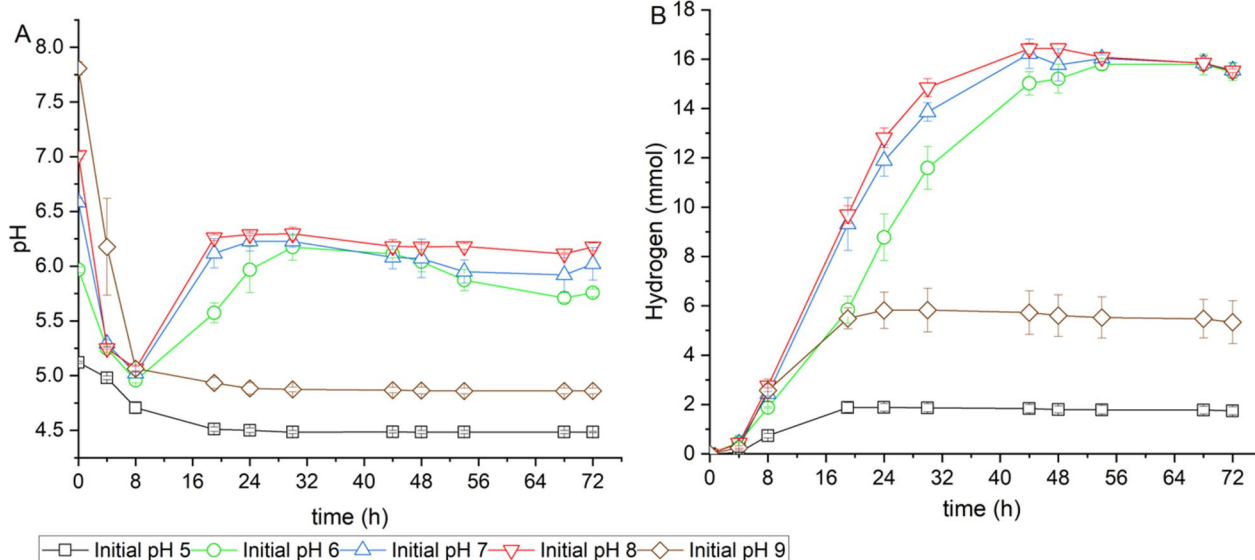 A
8.0
7.5
7.0
6.5
6.0
5.5
5.0
4.5
pH
0 8 16 24 32 40 48 56 64 72
time (h)
B
18
16
14
12
10
8
6
4
2
0
Hydrogen (mmol)
0 8 16 24 32 40 48 56 64 72
time (h)
Initial pH 5 Initial pH 6 Initial pH 7 Initial pH 8 Initial pH 9